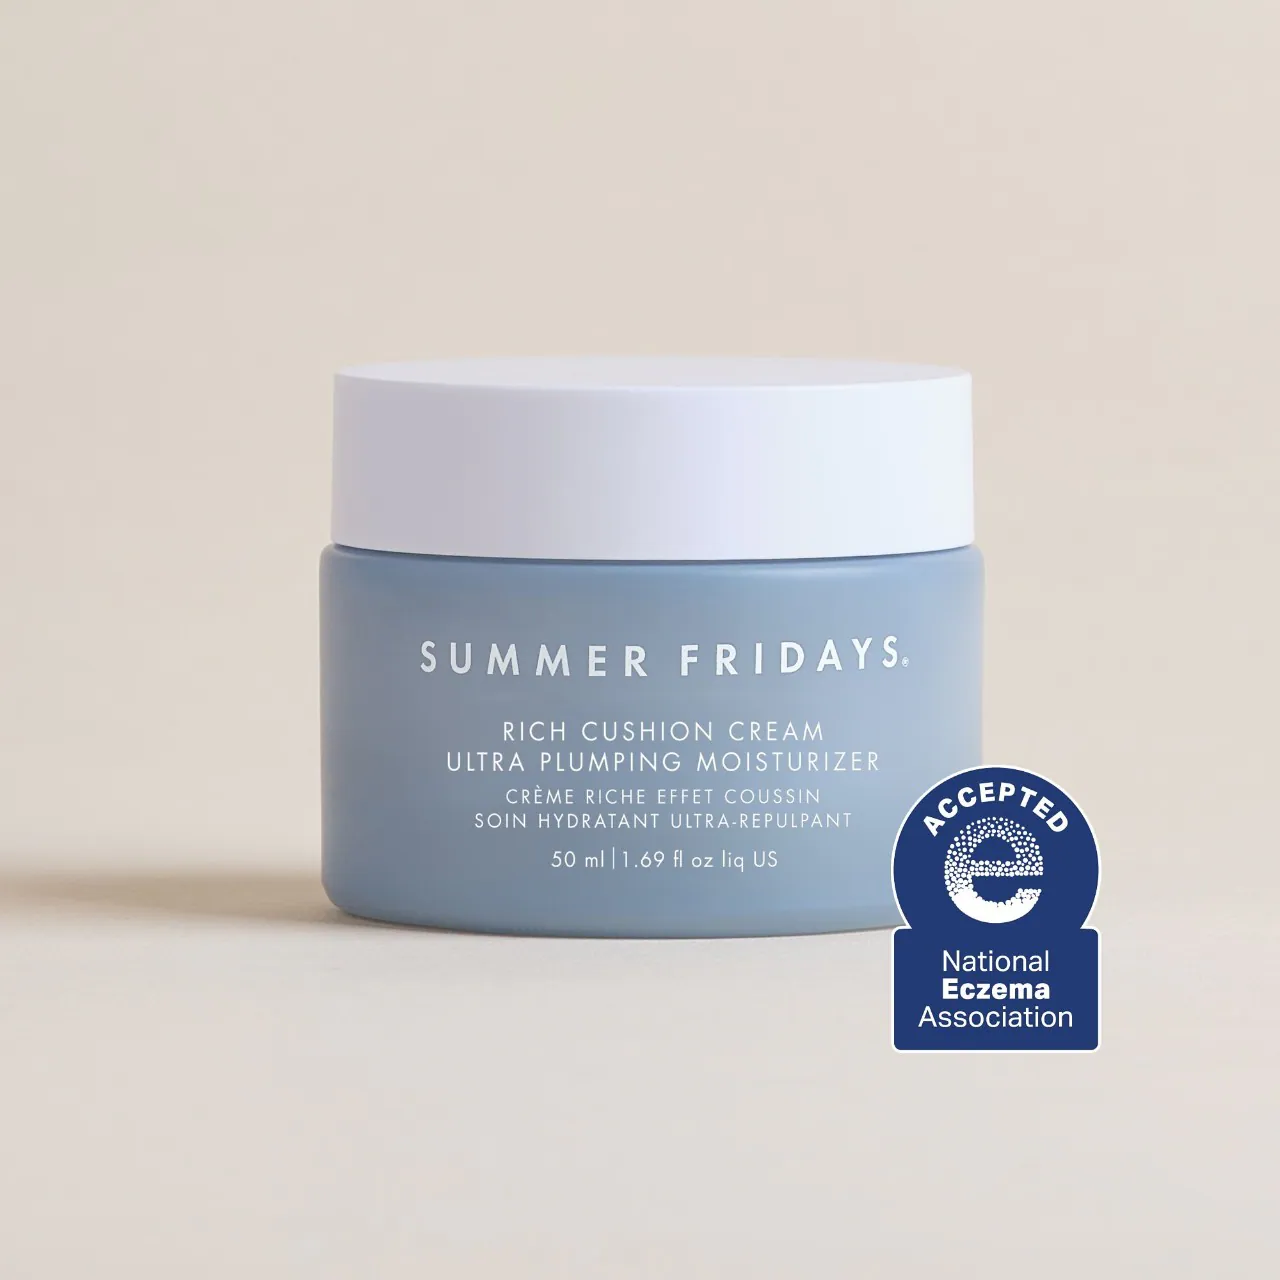 SUMMER FRIDAYS®
RICH CUSHION CREAM
ULTRA PLUMPING MOISTURIZER
CRÈME RICHE EFFET COUSSIN
SOIN HYDRATANT ULTRA-REPULPANT
50 ml | 1.69 fl oz liq US
ACCEPTED
e
National
Eczema
Association